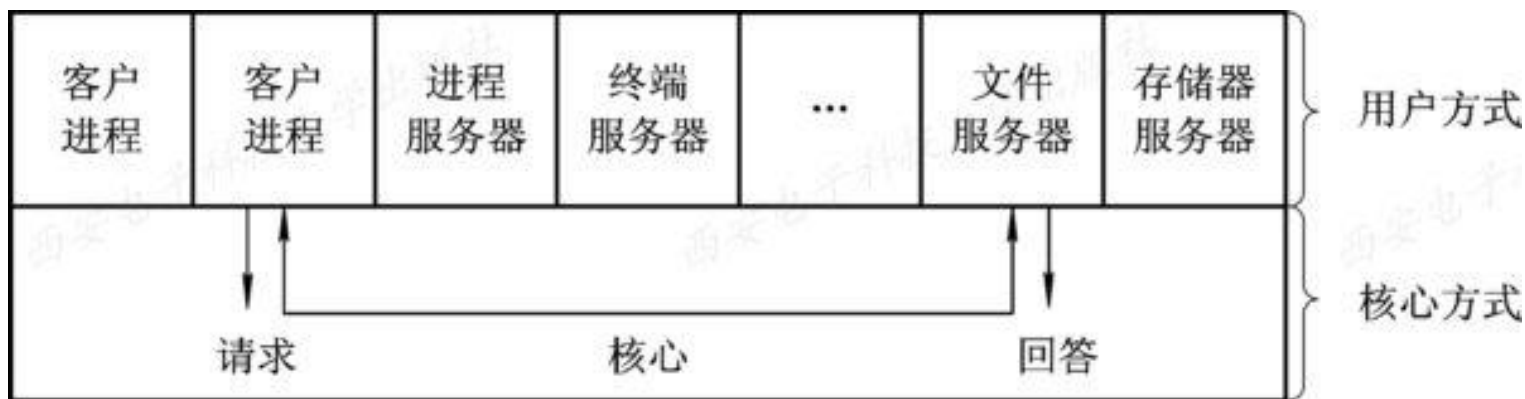 客户
进程
客户
进程
进程
服务器
终端
服务器
…
文件
服务器
存储器
服务器
用户方式
请求
核心
回答
核心方式